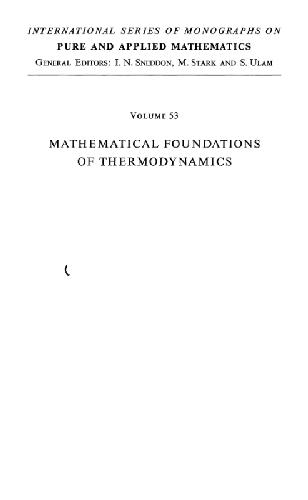 INTERNATIONAL SERIES OF MONOGRAPHS ON
PURE AND APPLIED MATHEMATICS
GENERAL EDITORS: I. N. SNEDDON, M. STARK AND S. ULAM
VOLUME 53
MATHEMATICAL FOUNDATIONS
OF THERMODYNAMICS